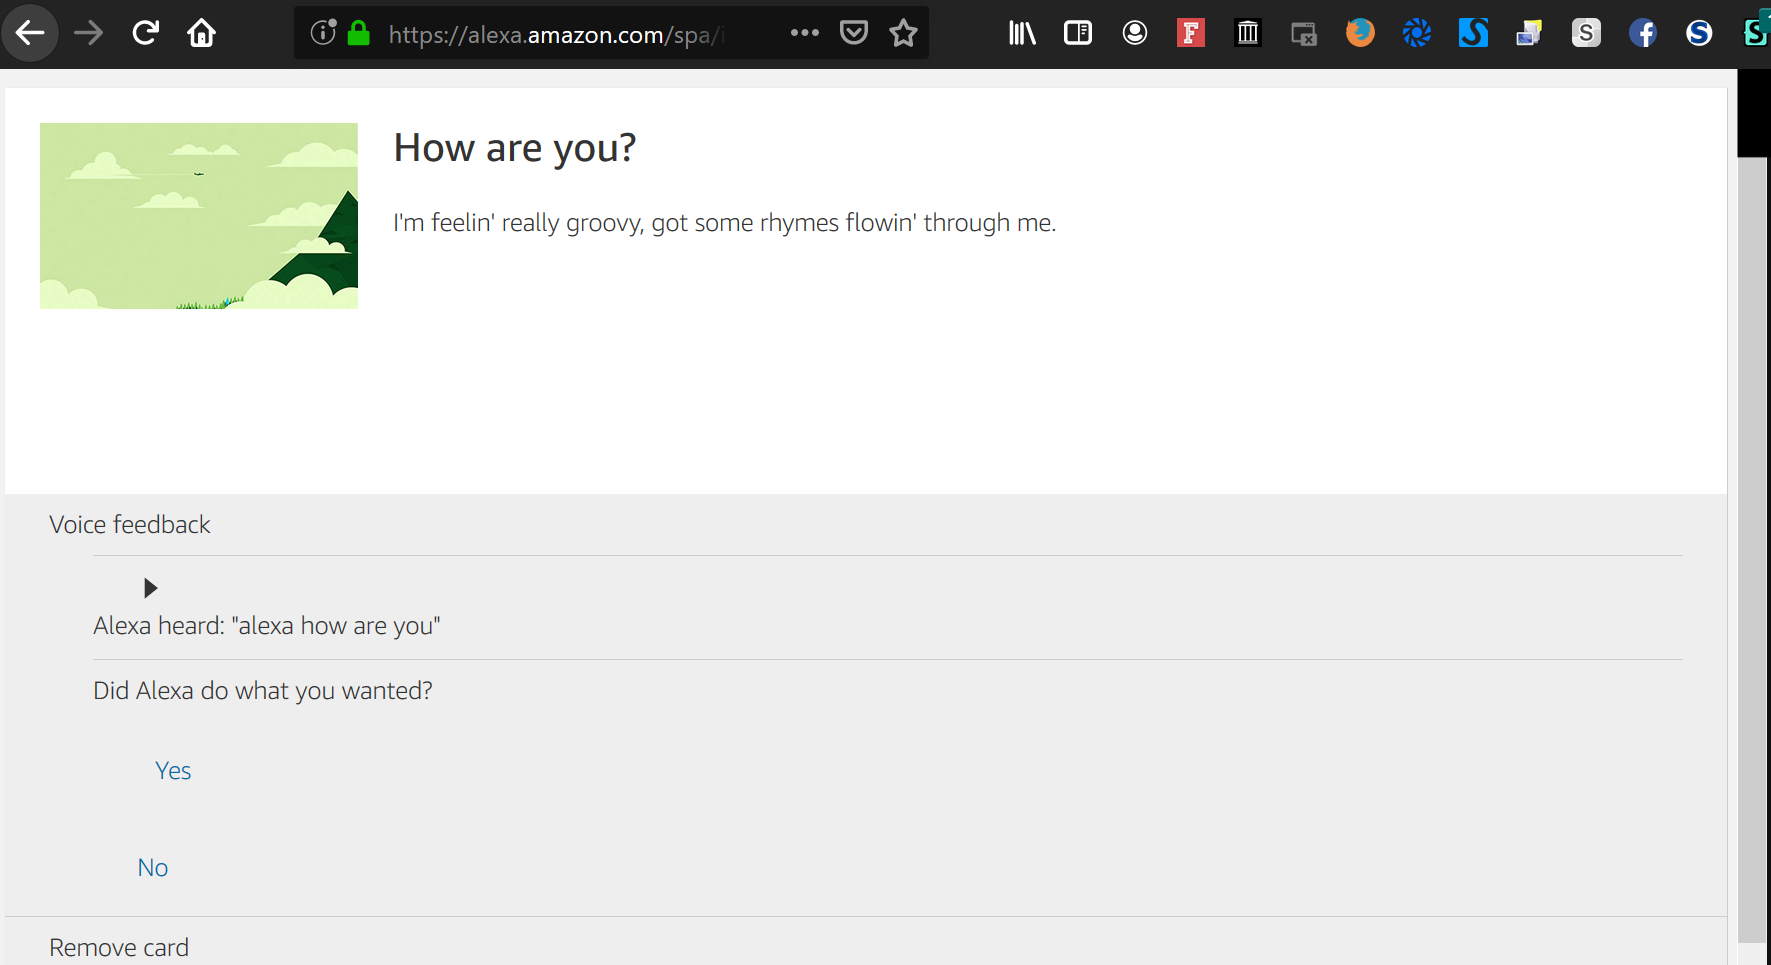 https://alexa.amazon.com/spa/
How are you?
I'm feelin' really groovy, got some rhymes flowin' through me.
Voice feedback
Alexa heard: "alexa how are you"
Did Alexa do what you wanted?
Yes
No
Remove card